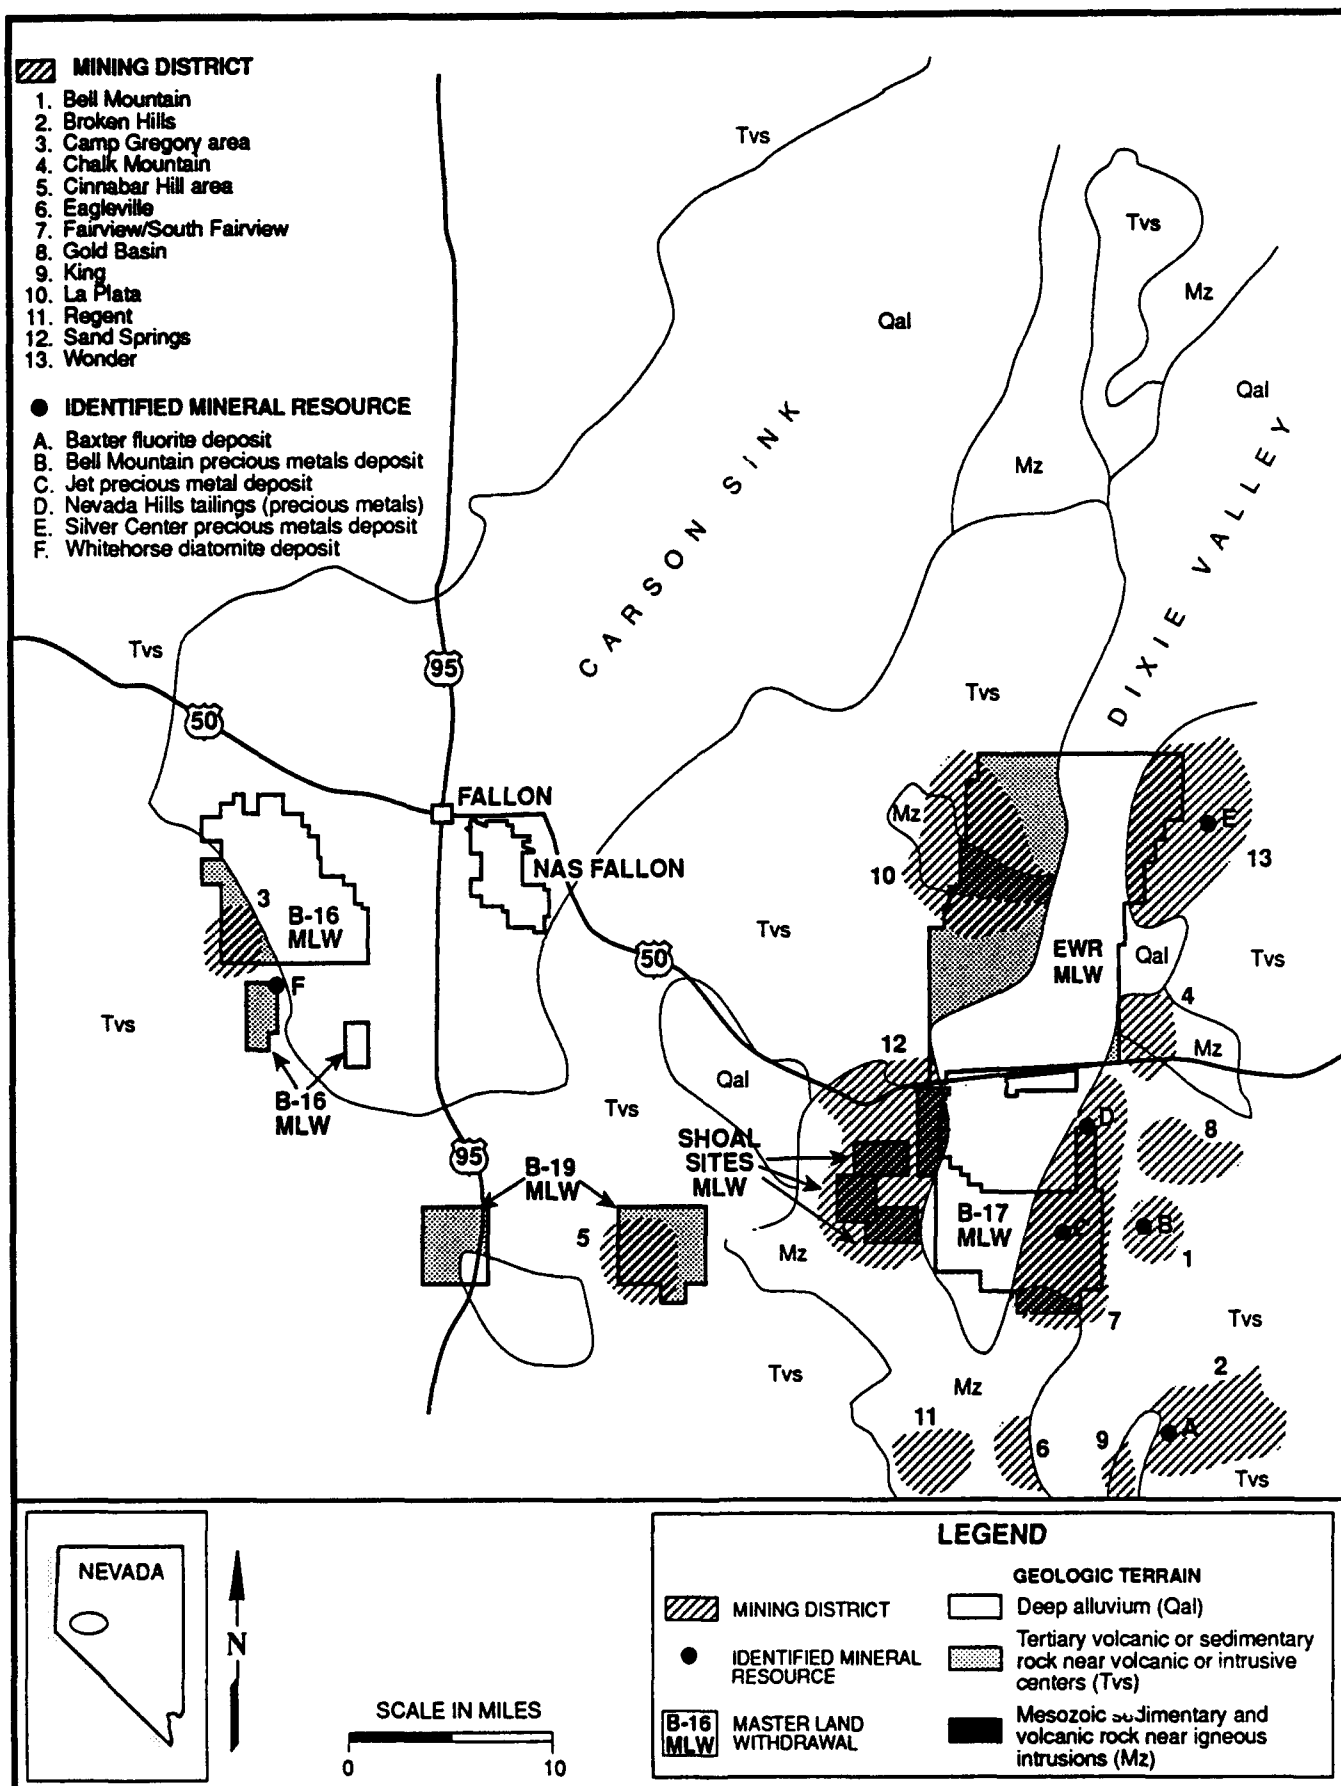 MINING DISTRICT
1. Bell Mountain
2. Broken Hills
3. Camp Gregory area
4. Chalk Mountain
5. Cinnabar Hill area
6. Eagleville
7. Fairview/South Fairview
8. Gold Basin
9. King
10. La Plata
11. Regent
12. Sand Springs
13. Wonder
IDENTIFIED MINERAL RESOURCE
A. Baxter fluorite deposit
B. Bell Mountain precious metals deposit
C. Jet precious metal deposit
D. Nevada Hills tailings (precious metals)
E. Silver Center precious metals deposit
F. Whitehorse diatomite deposit
Tvs
Tvs
Mz
Qal
Qal
Mz
CARSON SINK
DIXIE VALLEY
Tvs
95
50
Tvs
FALLON
NAS FALLON
Mz
E
13
10
3
B-16
MLW
50
Tvs
EWR
MLW
Qal
Tvs
F
Tvs
4
Mz
12
B-16
MLW
Qal
Tvs
D
8
95
SHOAL
SITES
MLW
B-19
MLW
5
Mz
B-17
MLW
C
B
1
7
Tvs
Tvs
Mz
2
11
6
9
A
Tvs
NEVADA
N
SCALE IN MILES
0 10
LEGEND
MINING DISTRICT
IDENTIFIED MINERAL
RESOURCE
B-16
MLW
MASTER LAND
WITHDRAWAL
GEOLOGIC TERRAIN
Deep alluvium (Qal)
Tertiary volcanic or sedimentary
rock near volcanic or intrusive
centers (Tvs)
Mesozoic sedimentary and
volcanic rock near igneous
intrusions (Mz)